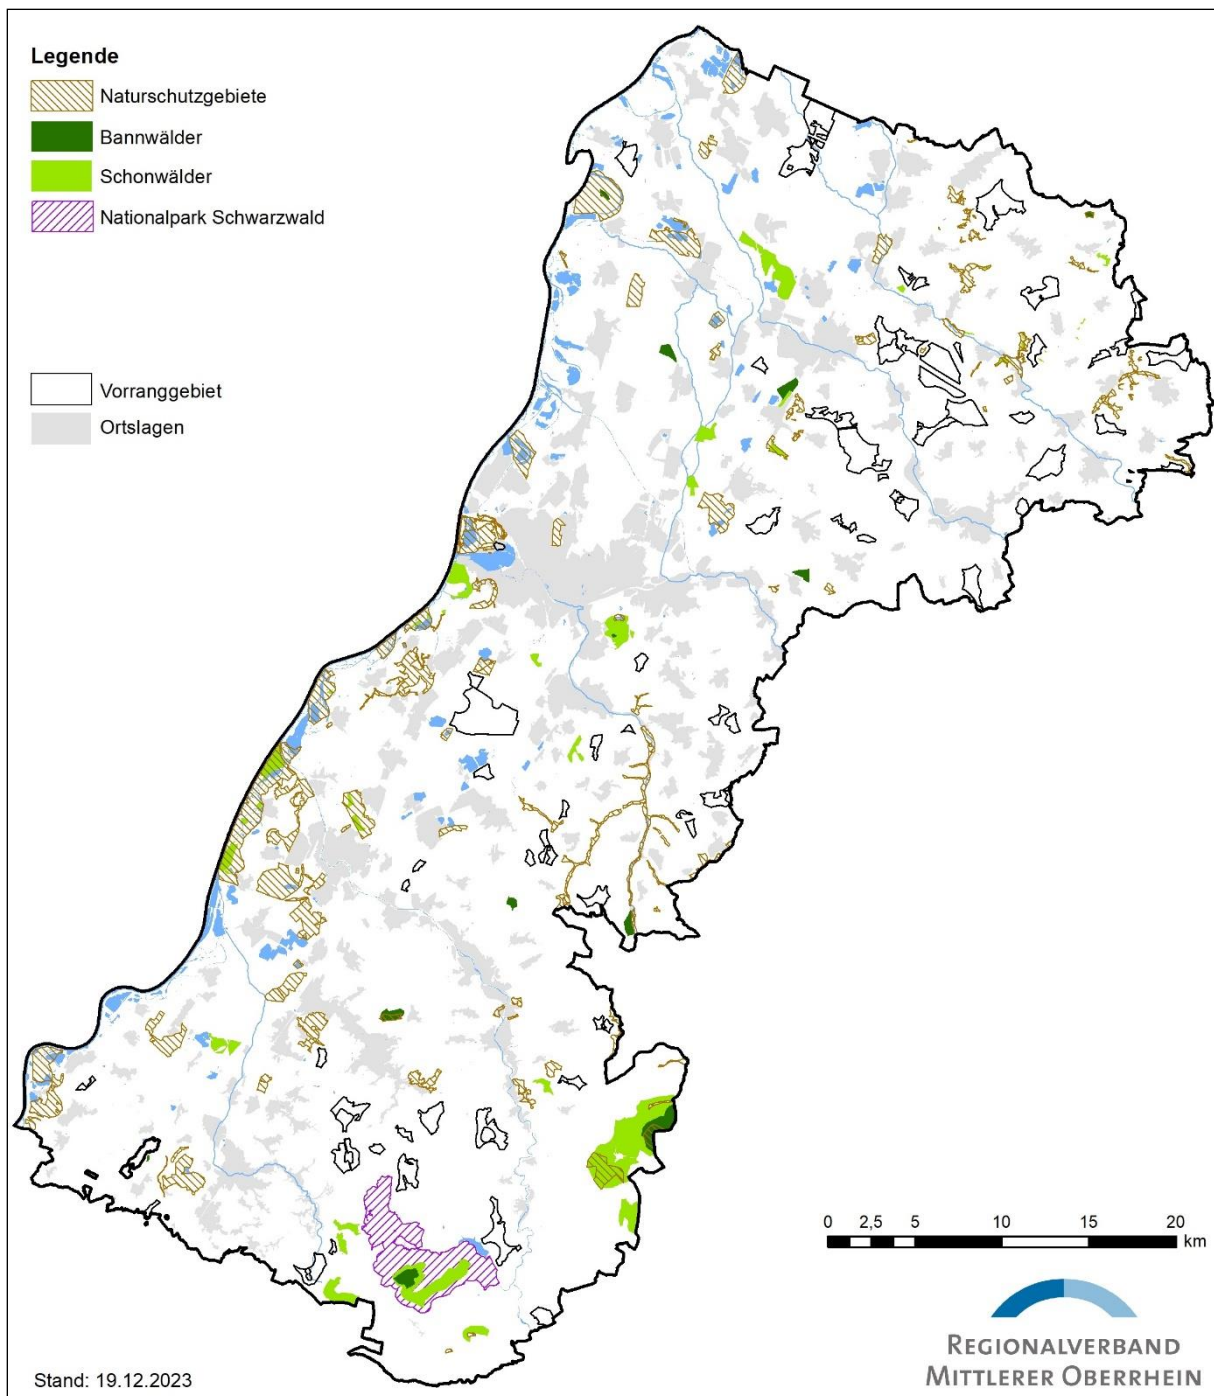 Legende
Naturschutzgebiete
Bannwälder
Schonwälder
Nationalpark Schwarzwald
Vorranggebiet
Ortslagen
0 2,5 5 10 15 20
km
REGIONALVERBAND
MITTLERER OBERRHEIN
Stand: 19.12.2023